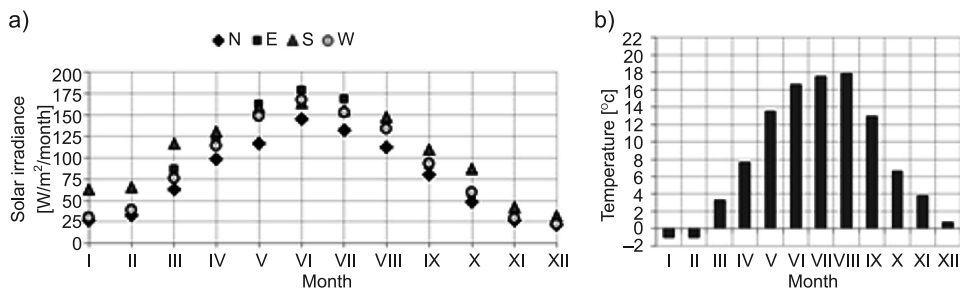 a)
N E S W
Solar irradiance
[W/m²/month]
200
175
150
125
100
75
50
25
0
I II III IV V VI VII VIII IX X XI XII
Month
b)
Temperature [°c]
22
20
18
16
14
12
10
8
6
4
2
0
–2
I II III IV V VI VII VIII IX X XI XII
Month